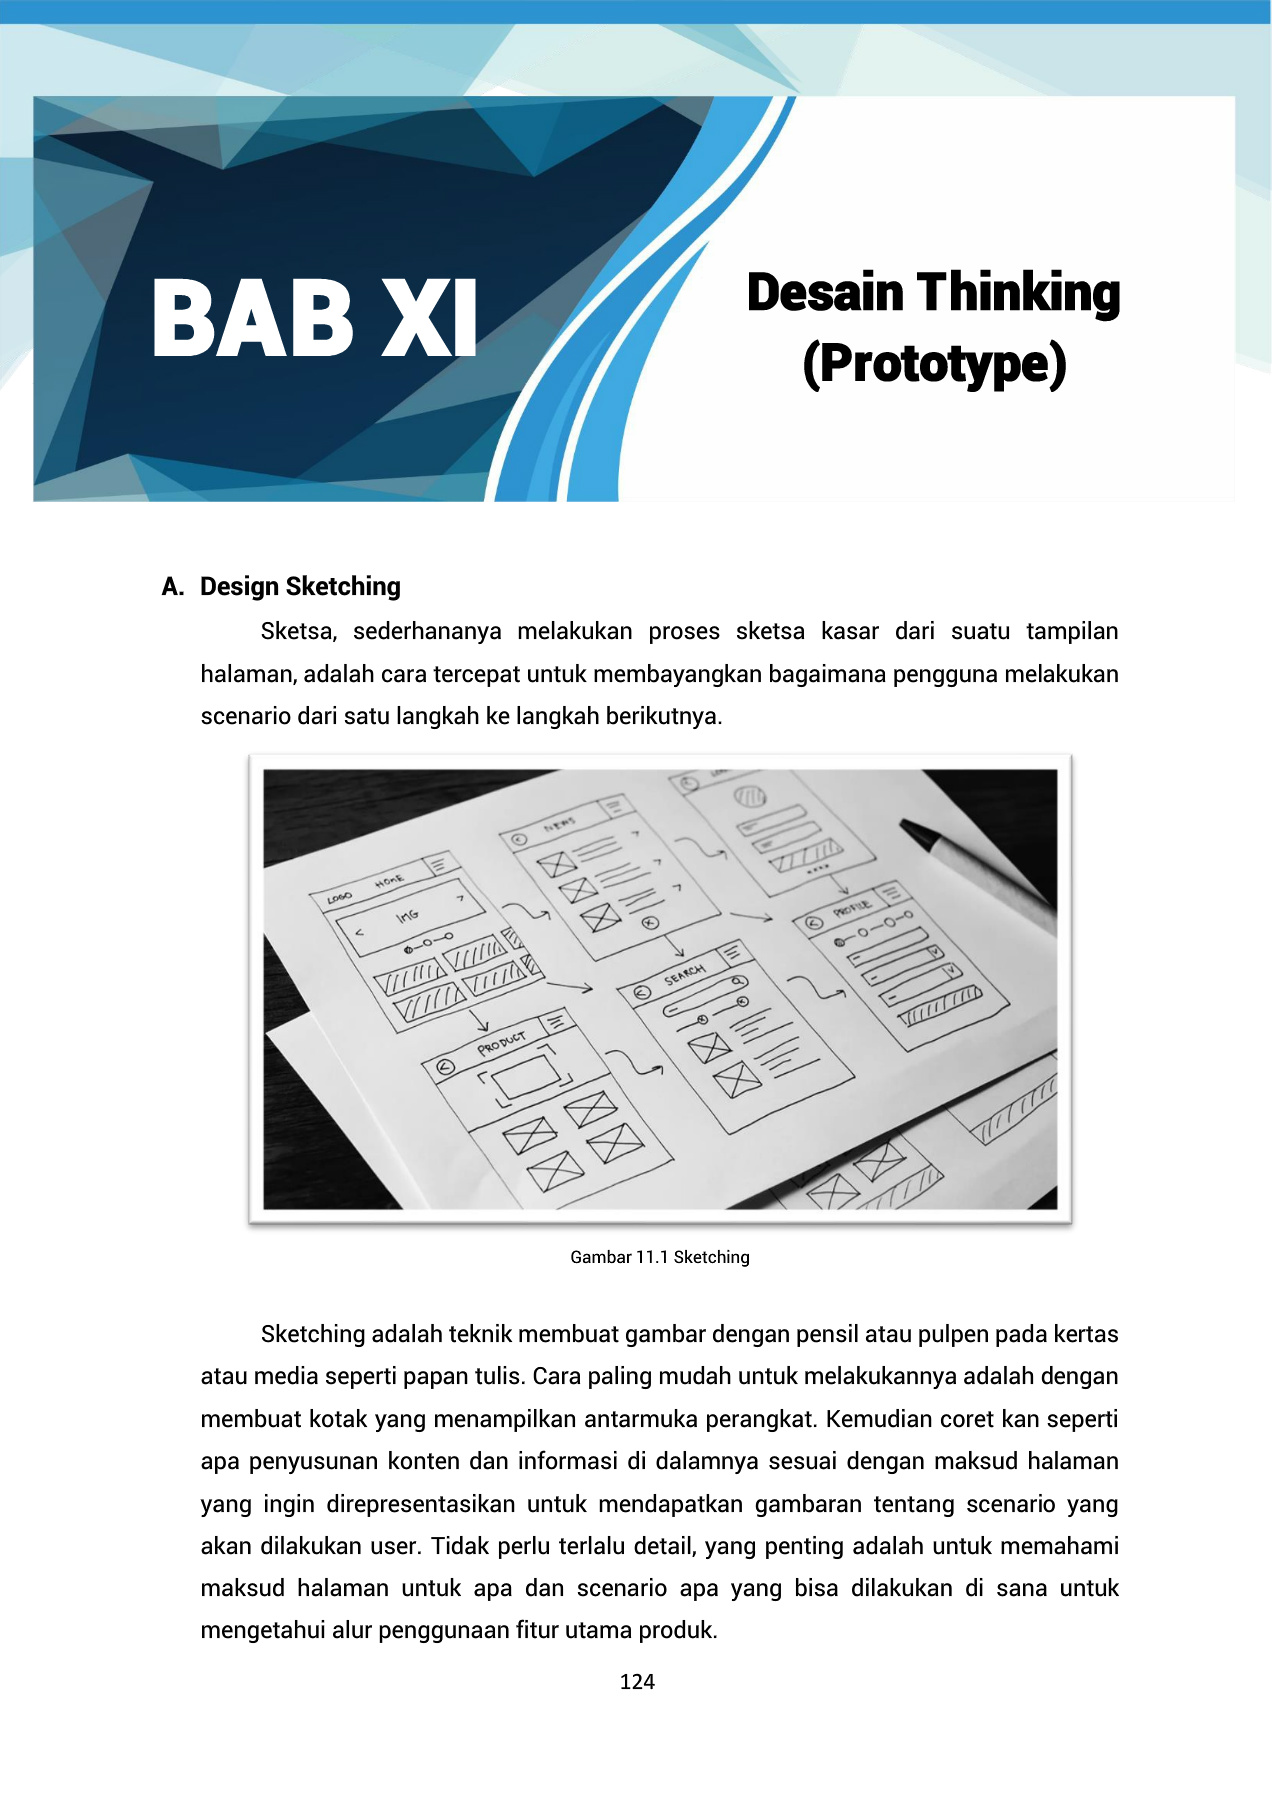 BAB XI
Desain Thinking
(Prototype)
A. Design Sketching
Sketsa, sederhananya melakukan proses sketsa kasar dari suatu tampilan
halaman, adalah cara tercepat untuk membayangkan bagaimana pengguna melakukan
scenario dari satu langkah ke langkah berikutnya.
LOGO HOME
IMG
NEWS
PROFILE
SEARCH
PRODUCT
Gambar 11.1 Sketching
Sketching adalah teknik membuat gambar dengan pensil atau pulpen pada kertas
atau media seperti papan tulis. Cara paling mudah untuk melakukannya adalah dengan
membuat kotak yang menampilkan antarmuka perangkat. Kemudian coret kan seperti
apa penyusunan konten dan informasi di dalamnya sesuai dengan maksud halaman
yang ingin direpresentasikan untuk mendapatkan gambaran tentang scenario yang
akan dilakukan user. Tidak perlu terlalu detail, yang penting adalah untuk memahami
maksud halaman untuk apa dan scenario apa yang bisa dilakukan di sana untuk
mengetahui alur penggunaan fitur utama produk.
124